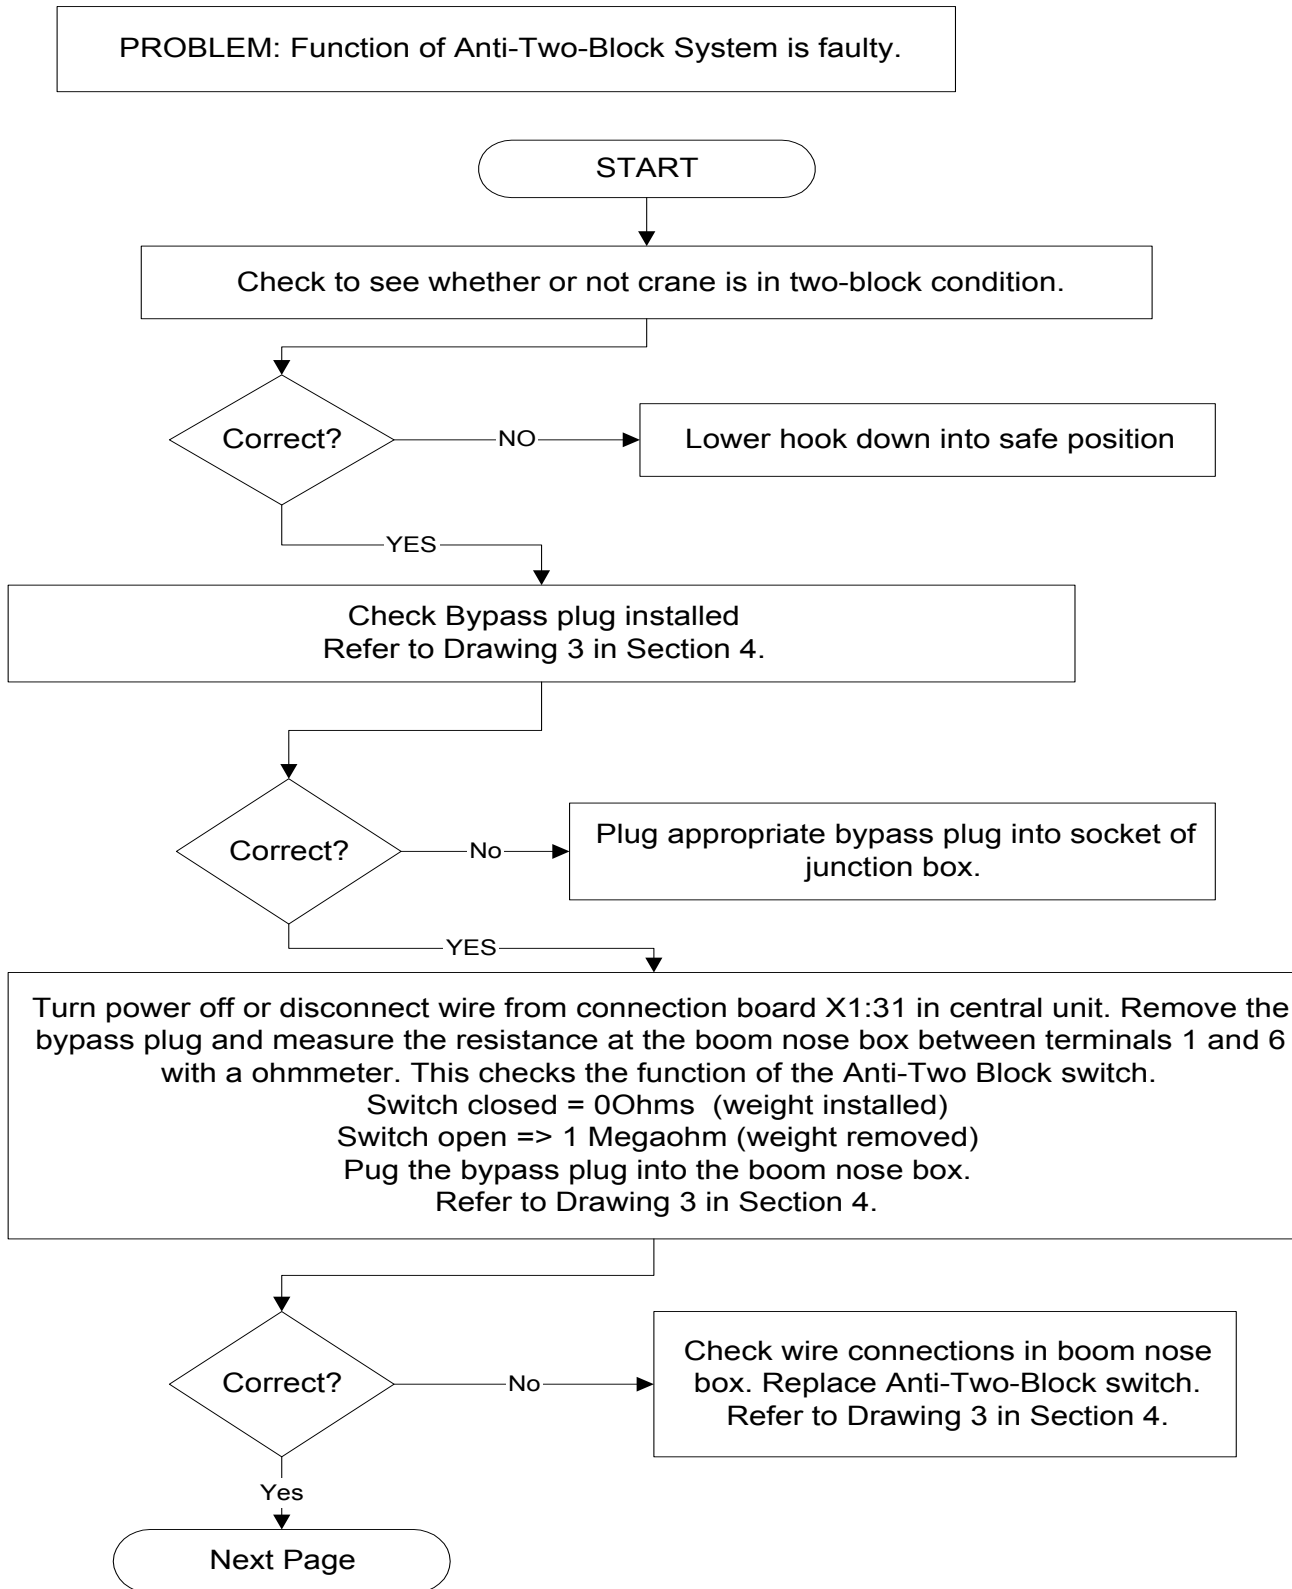 PROBLEM: Function of Anti-Two-Block System is faulty.
START
Check to see whether or not crane is in two-block condition.
Correct?
NO
Lower hook down into safe position
YES
Check Bypass plug installed
Refer to Drawing 3 in Section 4.
Correct?
No
Plug appropriate bypass plug into socket of
junction box.
YES
Turn power off or disconnect wire from connection board X1:31 in central unit. Remove the
bypass plug and measure the resistance at the boom nose box between terminals 1 and 6
with a ohmmeter. This checks the function of the Anti-Two Block switch.
Switch closed = 0Ohms (weight installed)
Switch open => 1 Megaohm (weight removed)
Pug the bypass plug into the boom nose box.
Refer to Drawing 3 in Section 4.
Correct?
No
Check wire connections in boom nose
box. Replace Anti-Two-Block switch.
Refer to Drawing 3 in Section 4.
Yes
Next Page